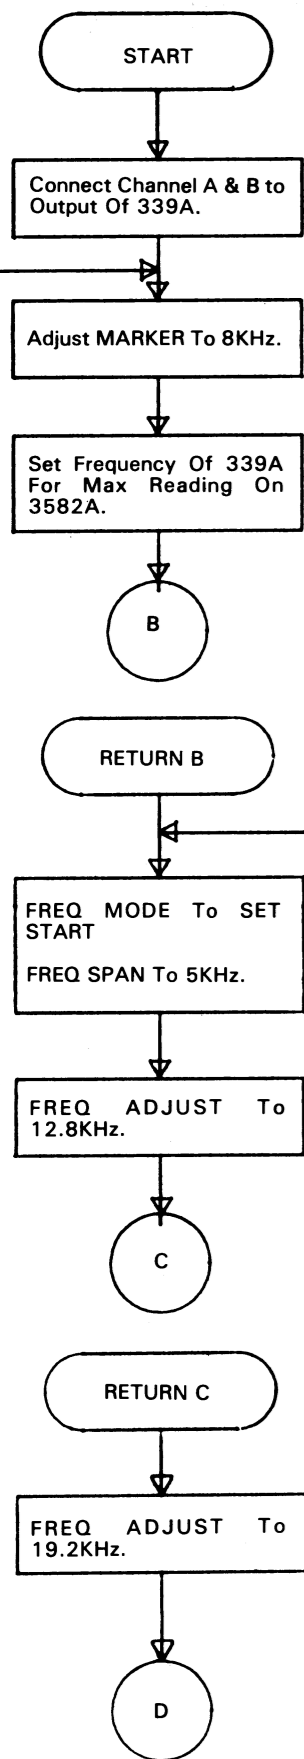 START
Connect Channel A & B to
Output Of 339A.
Adjust MARKER To 8KHz.
Set Frequency Of 339A
For Max Reading On
3582A.
B
RETURN B
FREQ MODE To SET
START
FREQ SPAN To 5KHz.
FREQ ADJUST To
12.8KHz.
C
RETURN C
FREQ ADJUST To
19.2KHz.
D